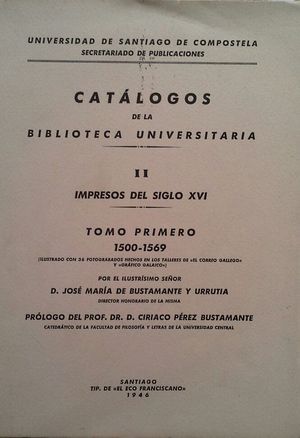 UNIVERSIDAD DE SANTIAGO DE COMPOSTELA
SECRETARIADO DE PUBLICACIONES
CATÁLOGOS
DE LA
BIBLIOTECA UNIVERSITARIA
II
IMPRESOS DEL SIGLO XVI
TOMO PRIMERO
1500-1569
(ILUSTRADO CON 26 FOTOGRABADOS HECHOS EN LOS TALLERES DE «EL CORREO GALLEGO»
Y «GRÁFICO GALAICO»)
POR EL ILUSTRÍSIMO SEÑOR
D. JOSÉ MARÍA DE BUSTAMANTE Y URRUTIA
DIRECTOR HONORARIO DE LA MISMA
PRÓLOGO DEL PROF. DR. D. CIRIACO PÉREZ BUSTAMANTE
CATEDRÁTICO DE LA FACULTAD DE FILOSOFÍA Y LETRAS DE LA UNIVERSIDAD CENTRAL
SANTIAGO
TIP. DE «EL ECO FRANCISCANO»
1946